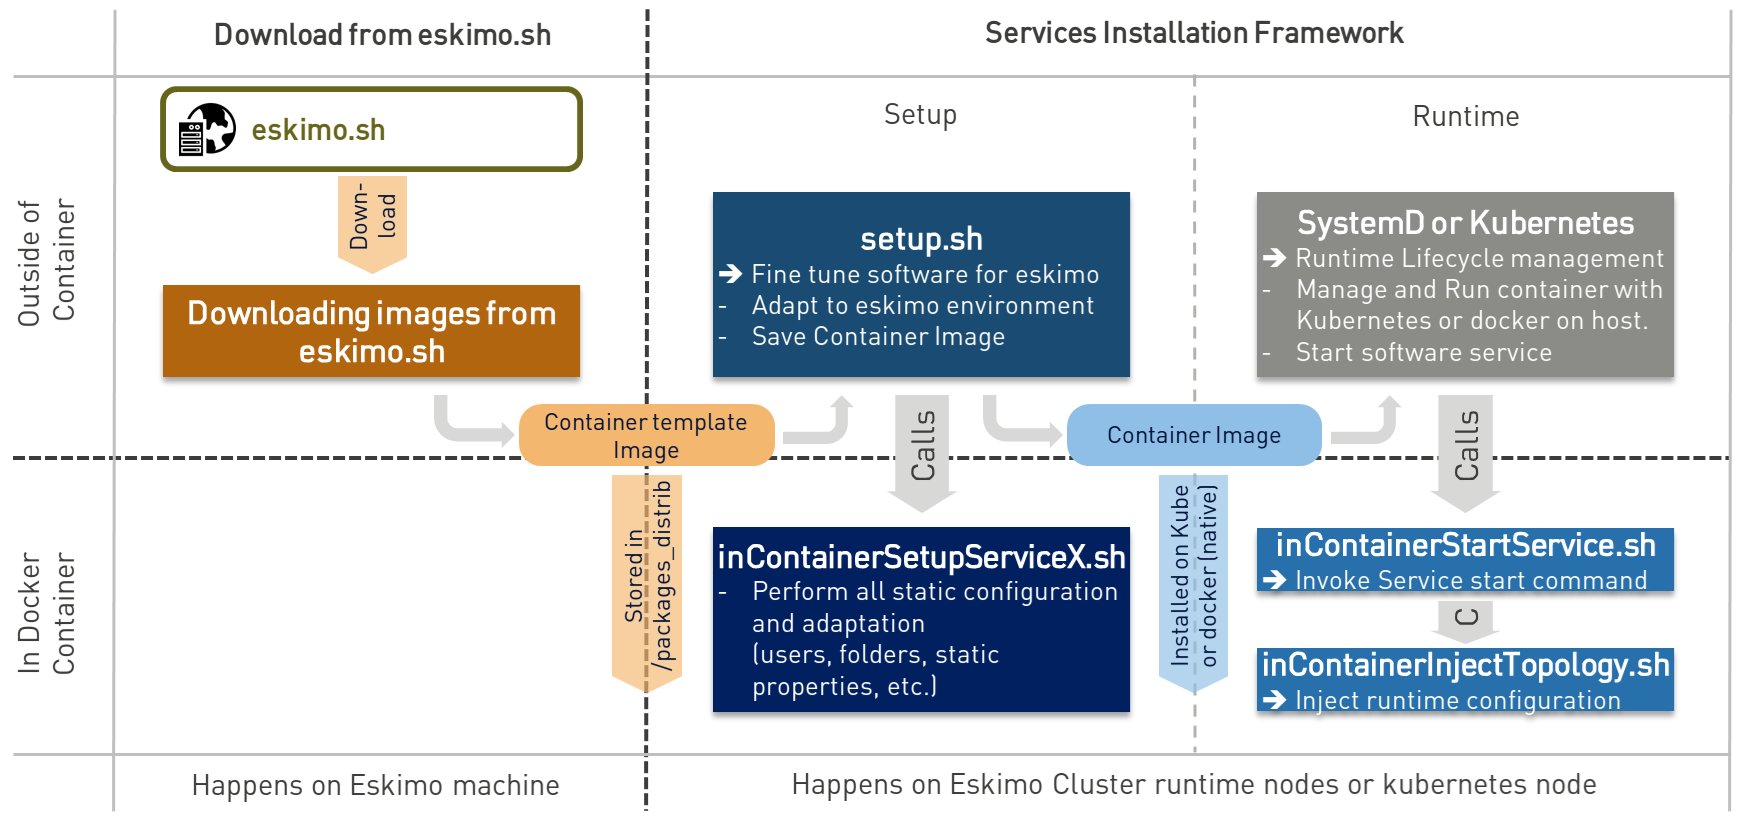 Download from eskimo.sh
Services Installation Framework
Outside of
Container
eskimo.sh
Down-
load
Downloading images from
eskimo.sh
Setup
Runtime
setup.sh
➔ Fine tune software for eskimo
- Adapt to eskimo environment
- Save Container Image
SystemD or Kubernetes
➔ Runtime Lifecycle management
- Manage and Run container with
Kubernetes or docker on host.
- Start software service
Container template
Image
Calls
Container Image
Calls
In Docker
Container
Stored in
/packages_distrib
inContainerSetupServiceX.sh
- Perform all static configuration
and adaptation
(users, folders, static
properties, etc.)
Installed on Kube
or docker (native)
inContainerStartService.sh
➔ Invoke Service start command
C
inContainerInjectTopology.sh
➔ Inject runtime configuration
Happens on Eskimo machine
Happens on Eskimo Cluster runtime nodes or kubernetes node